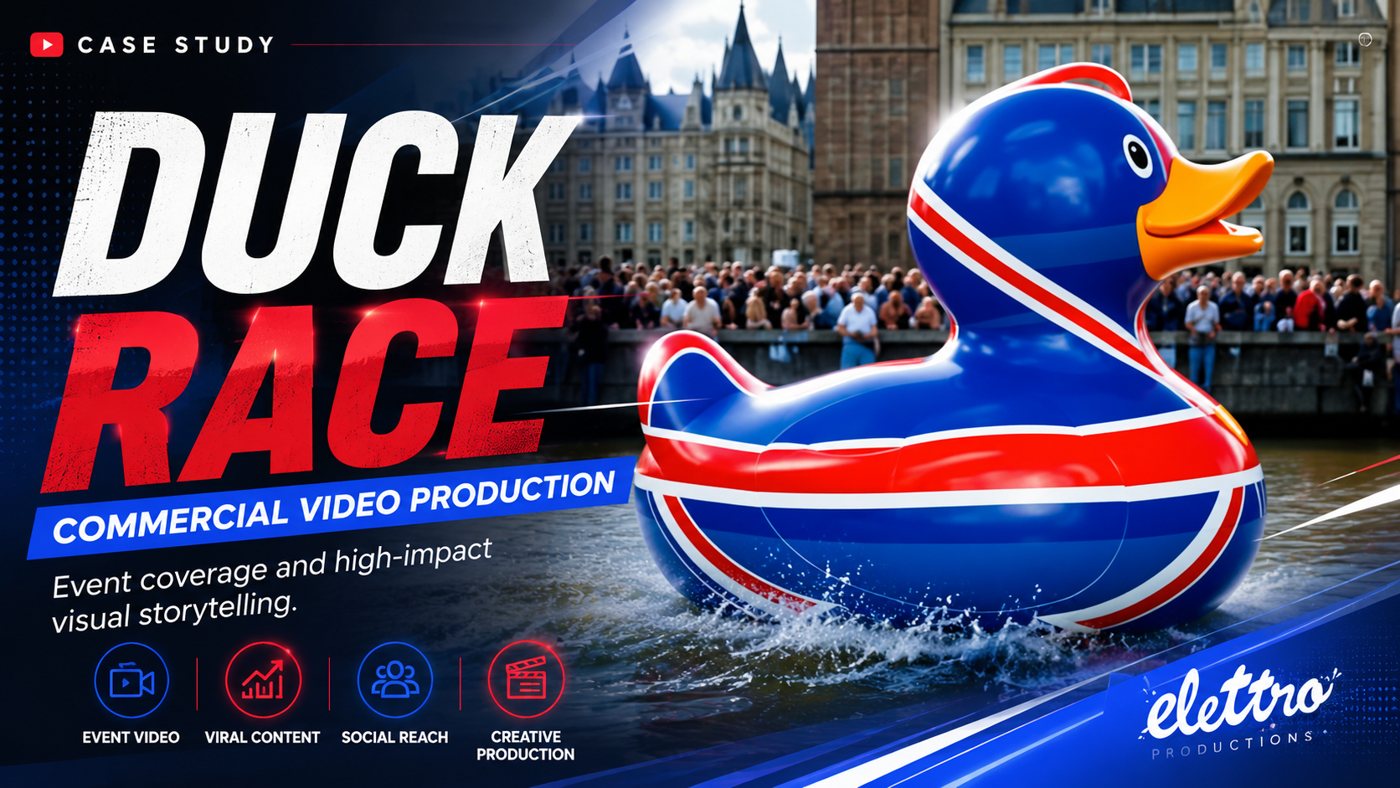 CASE STUDY
DUCK
RACE
COMMERCIAL VIDEO PRODUCTION
Event coverage and high-impact
visual storytelling.
EVENT VIDEO
VIRAL CONTENT
SOCIAL REACH
CREATIVE
PRODUCTION
elettro
PRODUCTIONS